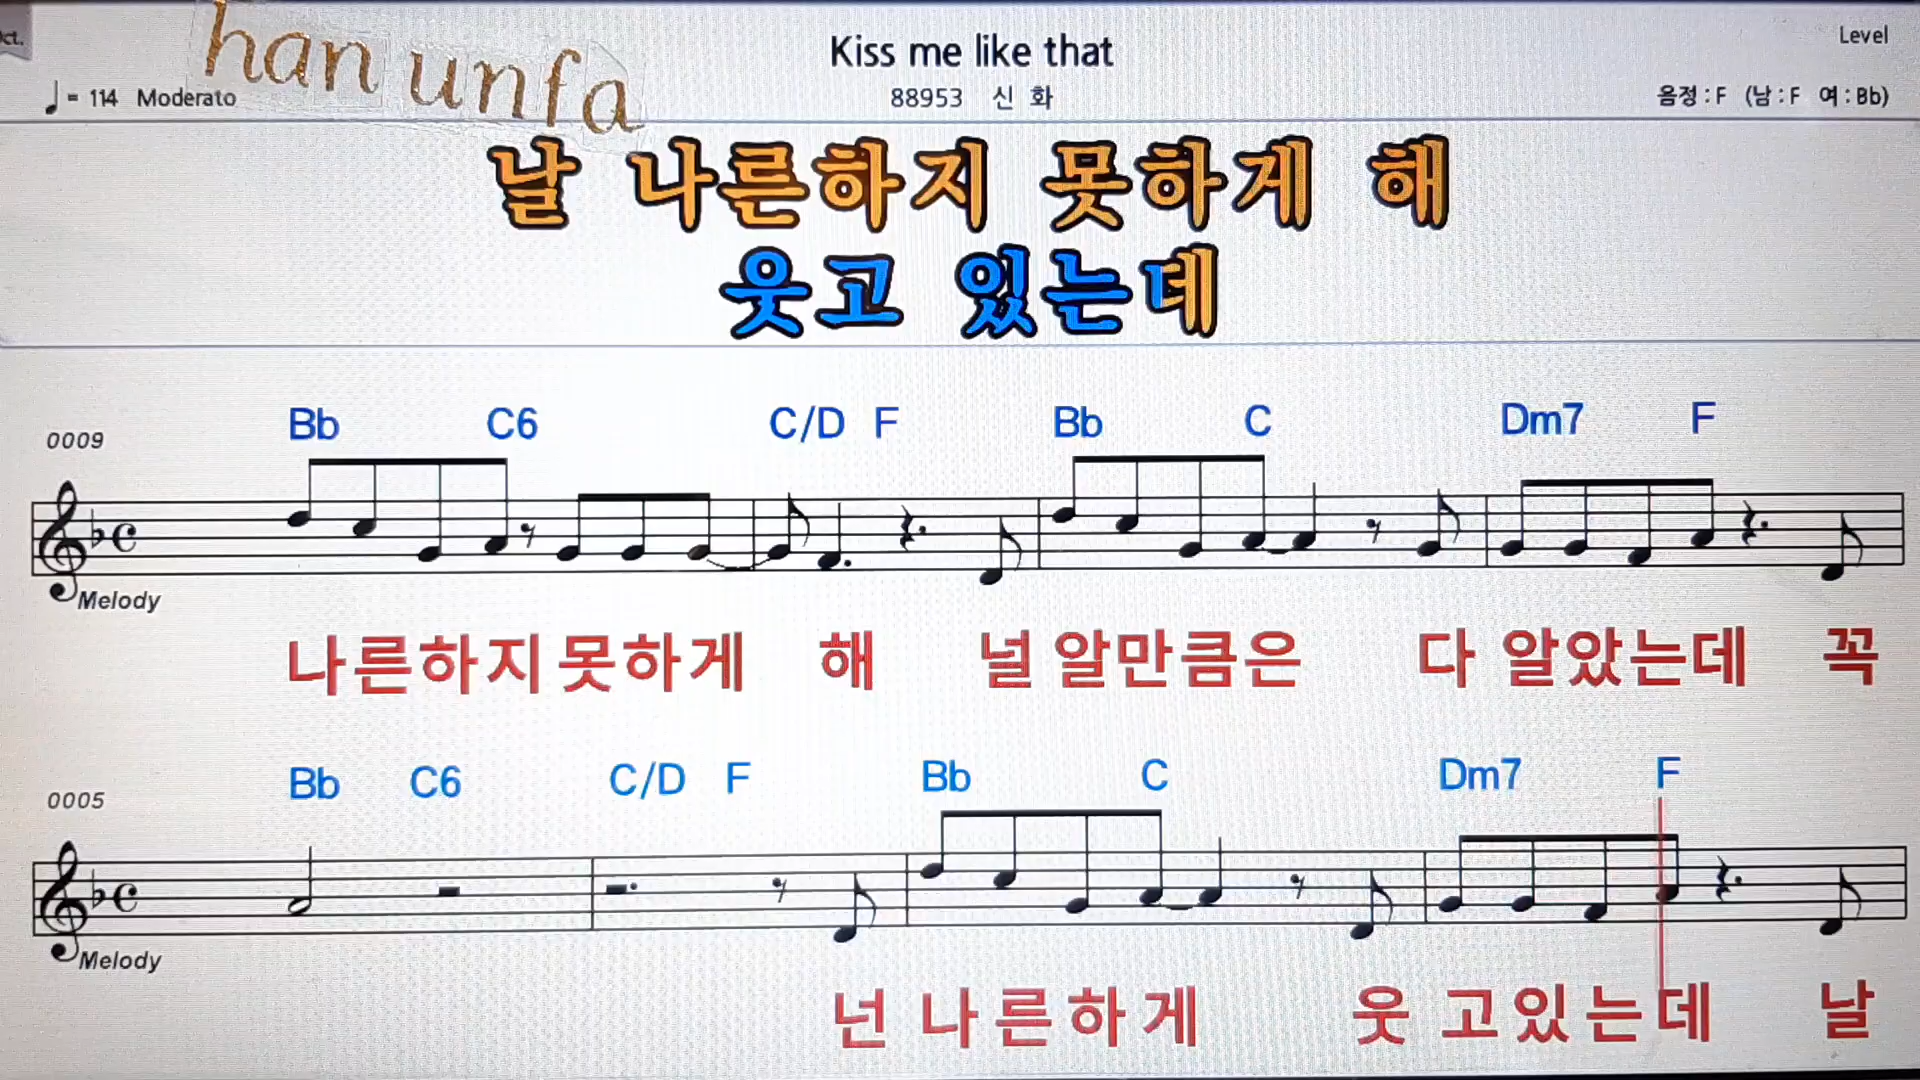 ct.
han unfa
Kiss me like that
Level
= 114 Moderato
88953 신 화
음정 : F (남 : F 여 : Bb)
날 나른하지 못하게 해
웃고 있는데
0009
Bb C6 C/D F Bb C Dm7 F
Melody
나른하지못하게 해 널 알만큼은 다 알았는데 꼭
0005
Bb C6 C/D F Bb C Dm7 F
Melody
넌 나른하게 웃 고있는데 날